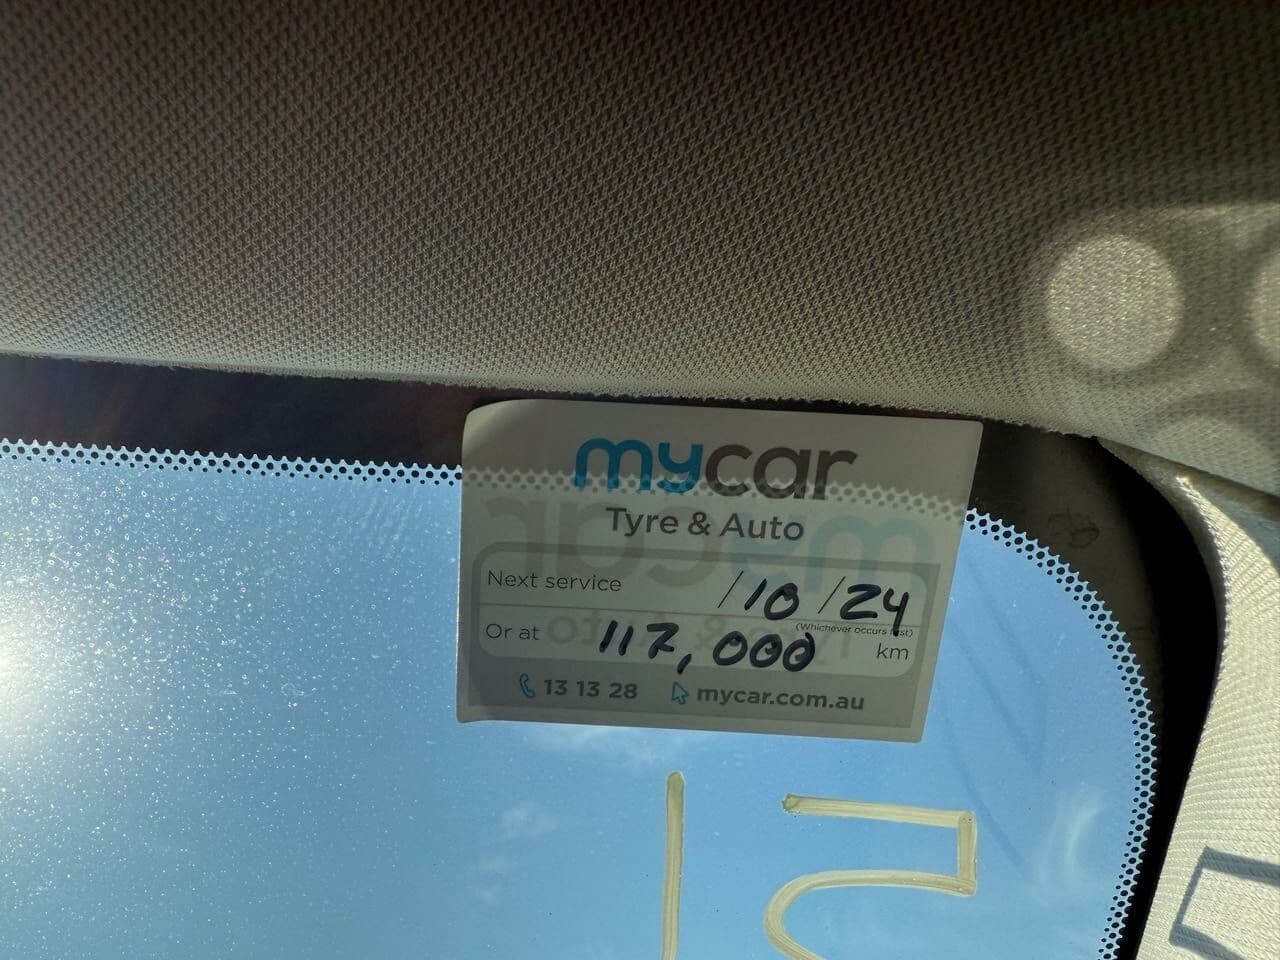 mycar
Tyre & Auto
Next service /10/24
(Whichever occurs first)
Or at 117,000 km
13 13 28 mycar.com.au